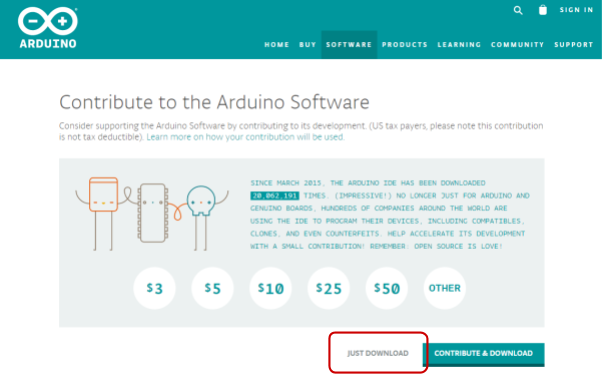 SIGN IN
ARDUINO
HOME BUY SOFTWARE PRODUCTS LEARNING COMMUNITY SUPPORT
Contribute to the Arduino Software
Consider supporting the Arduino Software by contributing to its development. (US tax payers, please note this contribution
is not tax deductible). Learn more on how your contribution will be used.
SINCE MARCH 2015, THE ARDUINO IDE HAS BEEN DOWNLOADED
20,062,191 TIMES. (IMPRESSIVE!) NO LONGER JUST FOR ARDUINO AND
GENUINO BOARDS, HUNDREDS OF COMPANIES AROUND THE WORLD ARE
USING THE IDE TO PROGRAM THEIR DEVICES, INCLUDING COMPATIBLES,
CLONES, AND EVEN COUNTERFEITS. HELP ACCELERATE ITS DEVELOPMENT
WITH A SMALL CONTRIBUTION! REMEMBER: OPEN SOURCE IS LOVE!
$3 $5 $10 $25 $50 OTHER
JUST DOWNLOAD CONTRIBUTE & DOWNLOAD